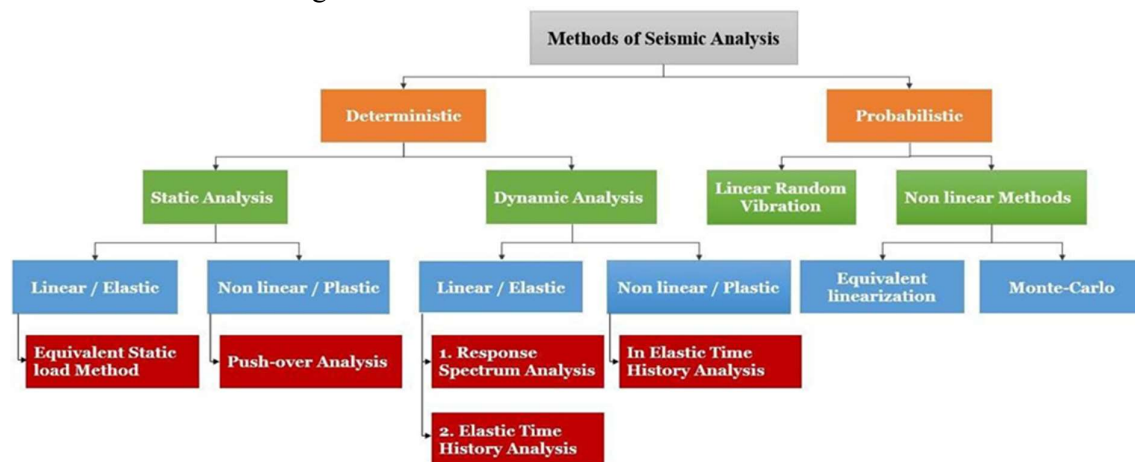 Methods of Seismic Analysis
Deterministic
Probabilistic
Static Analysis
Dynamic Analysis
Linear Random
Vibration
Non linear Methods
Linear / Elastic
Non linear / Plastic
Linear / Elastic
Non linear / Plastic
Equivalent
linearization
Monte-Carlo
Equivalent Static
load Method
Push-over Analysis
1. Response
Spectrum Analysis
In Elastic Time
History Analysis
2. Elastic Time
History Analysis